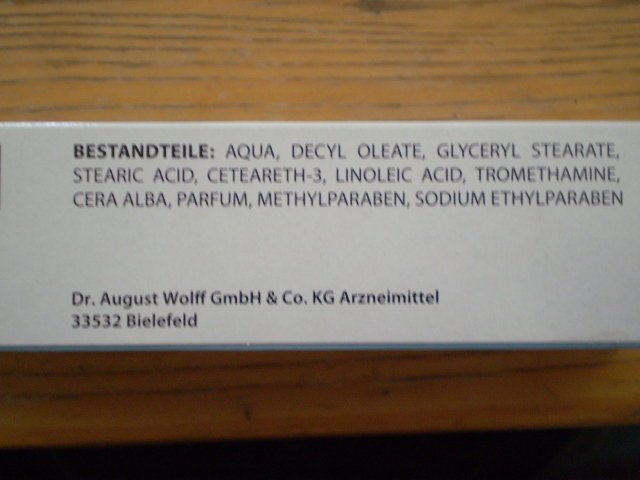 BESTANDTEILE: AQUA, DECYL OLEATE, GLYCERYL STEARATE,
STEARIC ACID, CETEARETH-3, LINOLEIC ACID, TROMETHAMINE,
CERA ALBA, PARFUM, METHYLPARABEN, SODIUM ETHYLPARABEN
Dr. August Wolff GmbH & Co. KG Arzneimittel
33532 Bielefeld